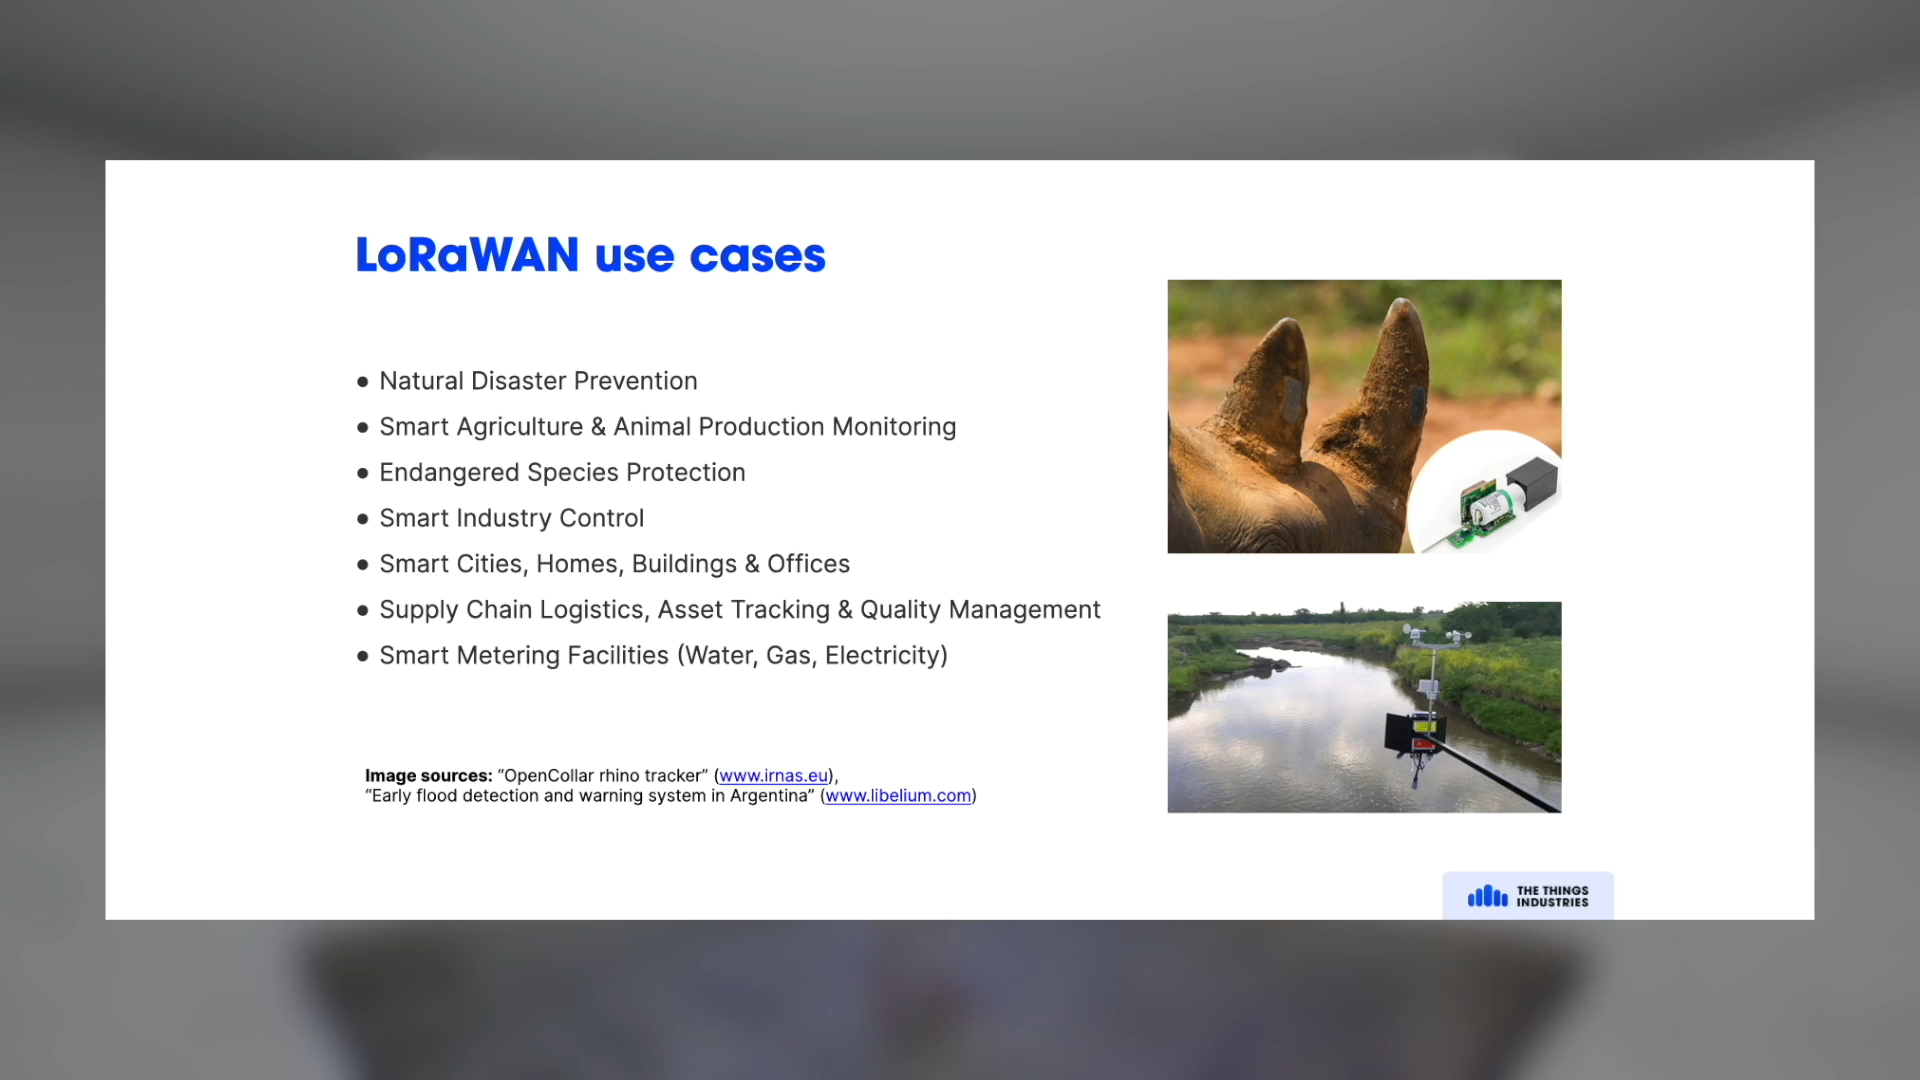 LoRaWAN use cases
● Natural Disaster Prevention
● Smart Agriculture & Animal Production Monitoring
● Endangered Species Protection
● Smart Industry Control
● Smart Cities, Homes, Buildings & Offices
● Supply Chain Logistics, Asset Tracking & Quality Management
● Smart Metering Facilities (Water, Gas, Electricity)
Image sources: “OpenCollar rhino tracker” (www.irnas.eu),
“Early flood detection and warning system in Argentina” (www.libelium.com)
THE THINGS
INDUSTRIES